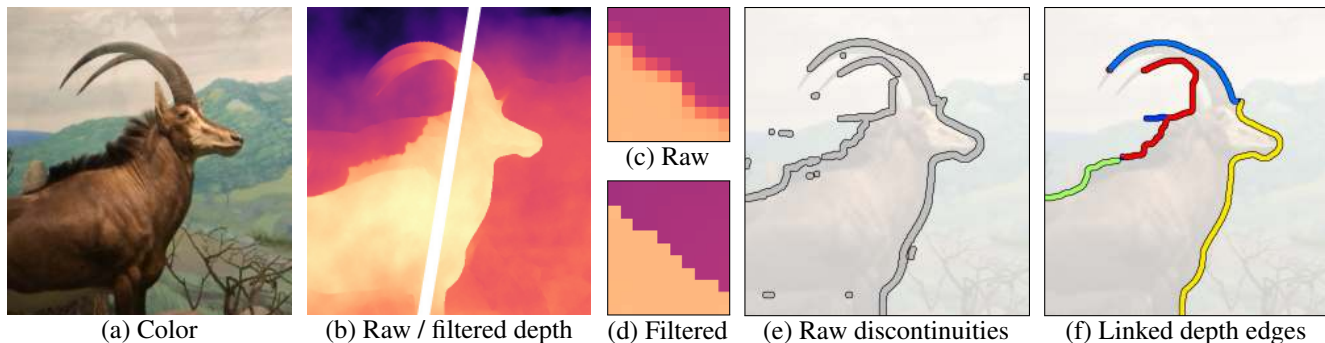 (a) Color
(b) Raw / filtered depth
(c) Raw
(d) Filtered
(e) Raw discontinuities
(f) Linked depth edges